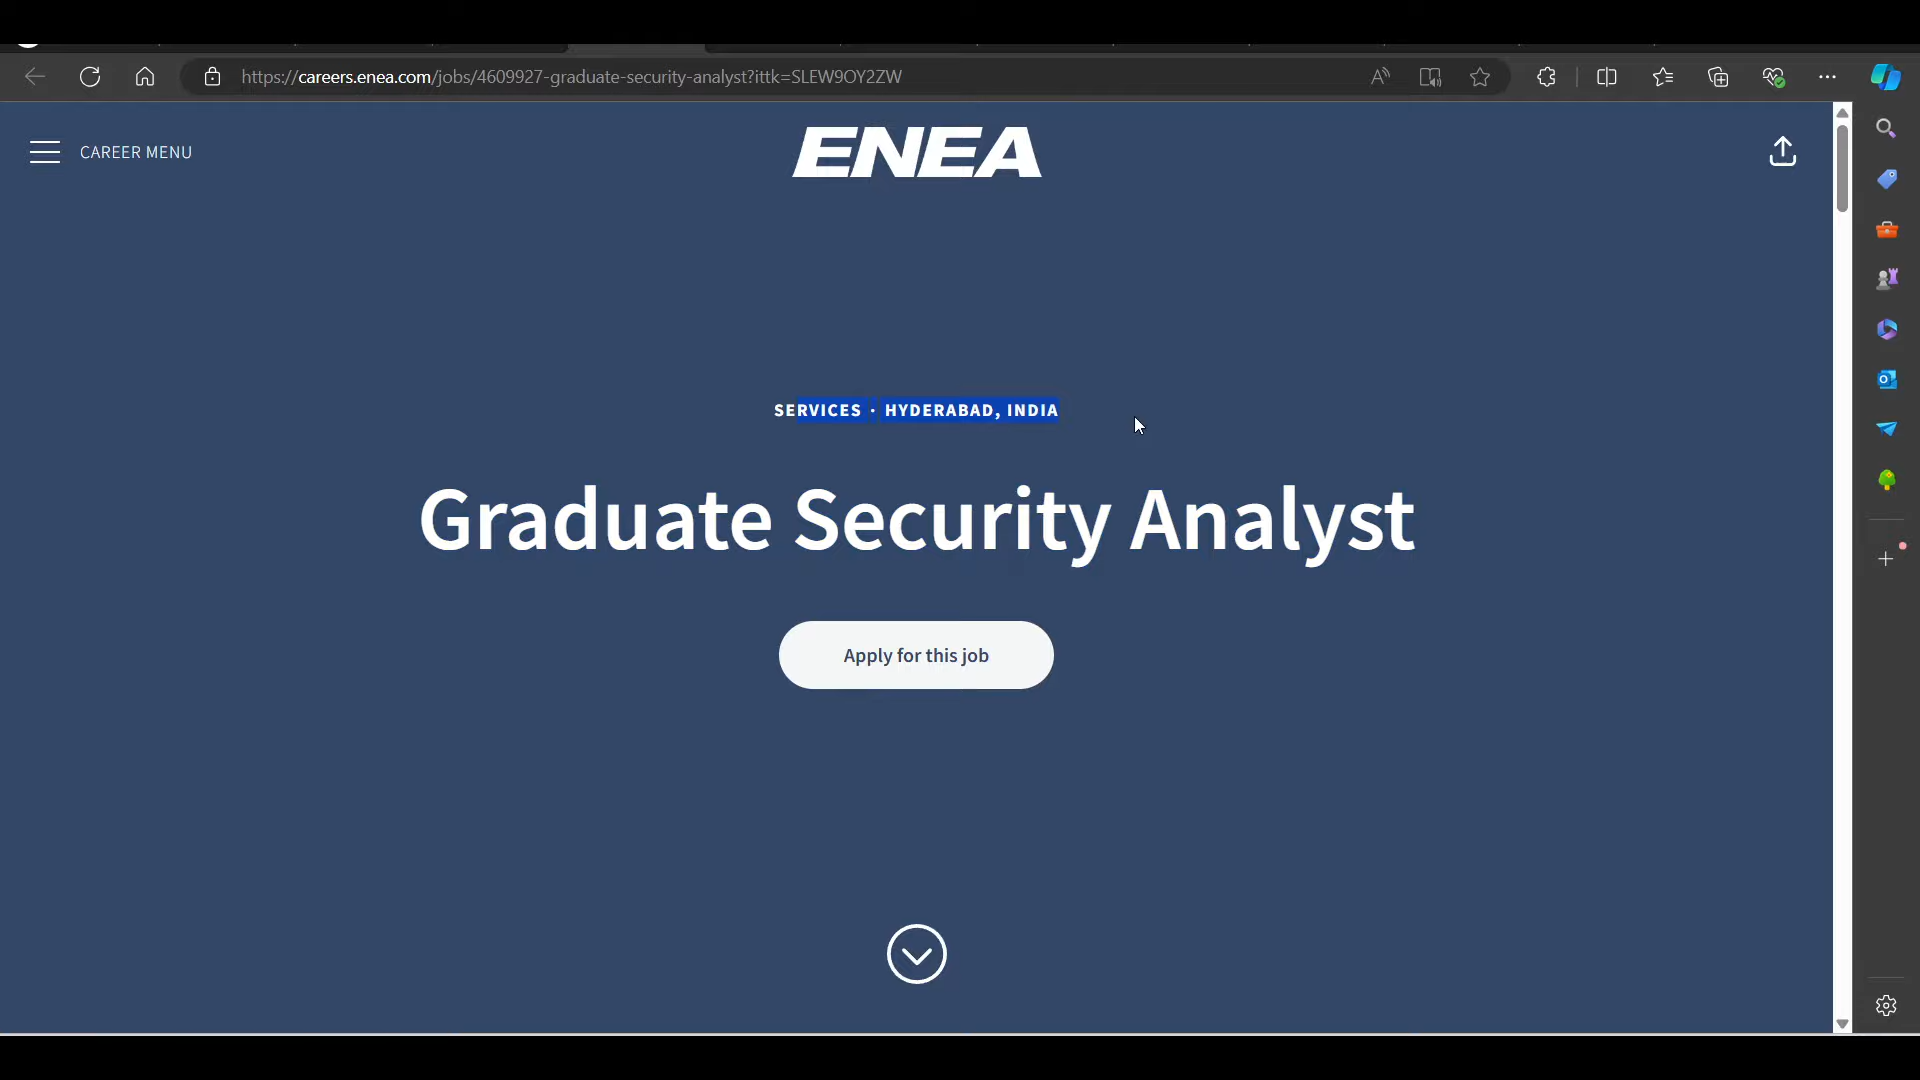 https://careers.enea.com/jobs/4609927-graduate-security-analyst?ittk=SLEW9OY2ZW
CAREER MENU
ENEA
SERVICES · HYDERABAD, INDIA
Graduate Security Analyst
Apply for this job